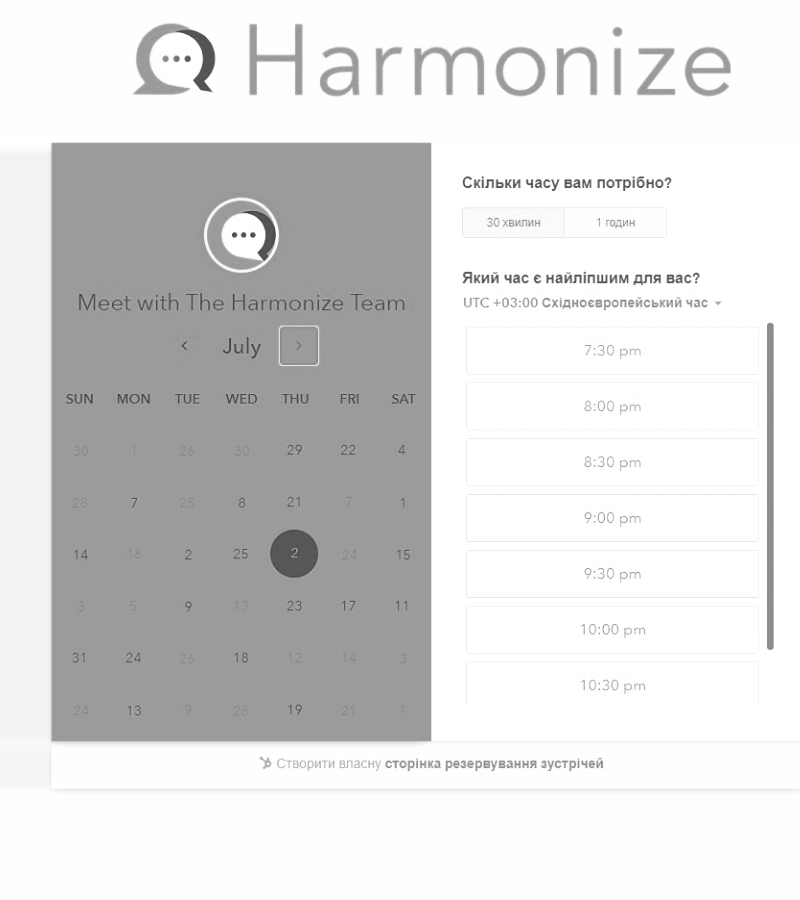 Harmonize
Meet with The Harmonize Team
July
SUN MON TUE WED THU FRI SAT
30 1 26 30 29 22 4
28 7 25 8 21 7 1
14 16 2 25 2 24 15
3 5 9 13 23 17 11
31 24 26 18 12 14 3
24 13 9 28 19 21 1
Скільки часу вам потрібно?
30 хвилин 1 годин
Який час є найліпшим для вас?
UTC +03:00 Східноєвропейський час
7:30 pm
8:00 pm
8:30 pm
9:00 pm
9:30 pm
10:00 pm
10:30 pm
Створити власну сторінка резервування зустрічей